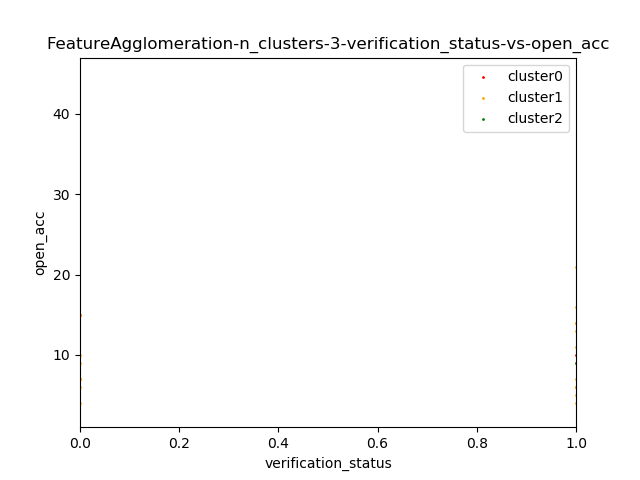 FeatureAgglomeration-n_clusters-3-verification_status-vs-open_acc
cluster0
cluster1
cluster2
open_acc
40
30
20
10
0.0 0.2 0.4 0.6 0.8 1.0
verification_status